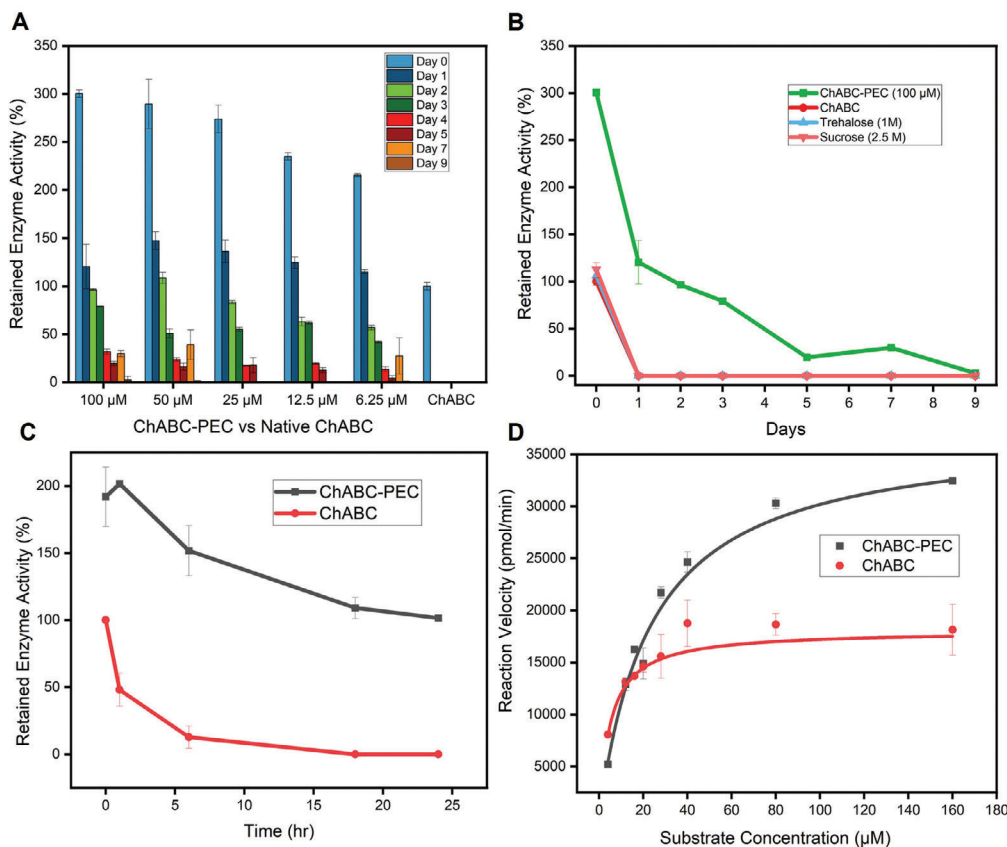 A
350
300
250
200
150
100
50
0
Retained Enzyme Activity (%)
Day 0
Day 1
Day 2
Day 3
Day 4
Day 5
Day 7
Day 9
100 µM 50 µM 25 µM 12.5 µM 6.25 µM ChABC
ChABC-PEC vs Native ChABC
B
350
300
250
200
150
100
50
0
Retained Enzyme Activity (%)
ChABC-PEC (100 µM)
ChABC
Trehalose (1M)
Sucrose (2.5 M)
0 1 2 3 4 5 6 7 8 9
Days
C
200
150
100
50
0
Retained Enzyme Activity (%)
ChABC-PEC
ChABC
0 5 10 15 20 25
Time (hr)
D
35000
30000
25000
20000
15000
10000
5000
Reaction Velocity (pmol/min)
ChABC-PEC
ChABC
0 20 40 60 80 100 120 140 160 180
Substrate Concentration (µM)